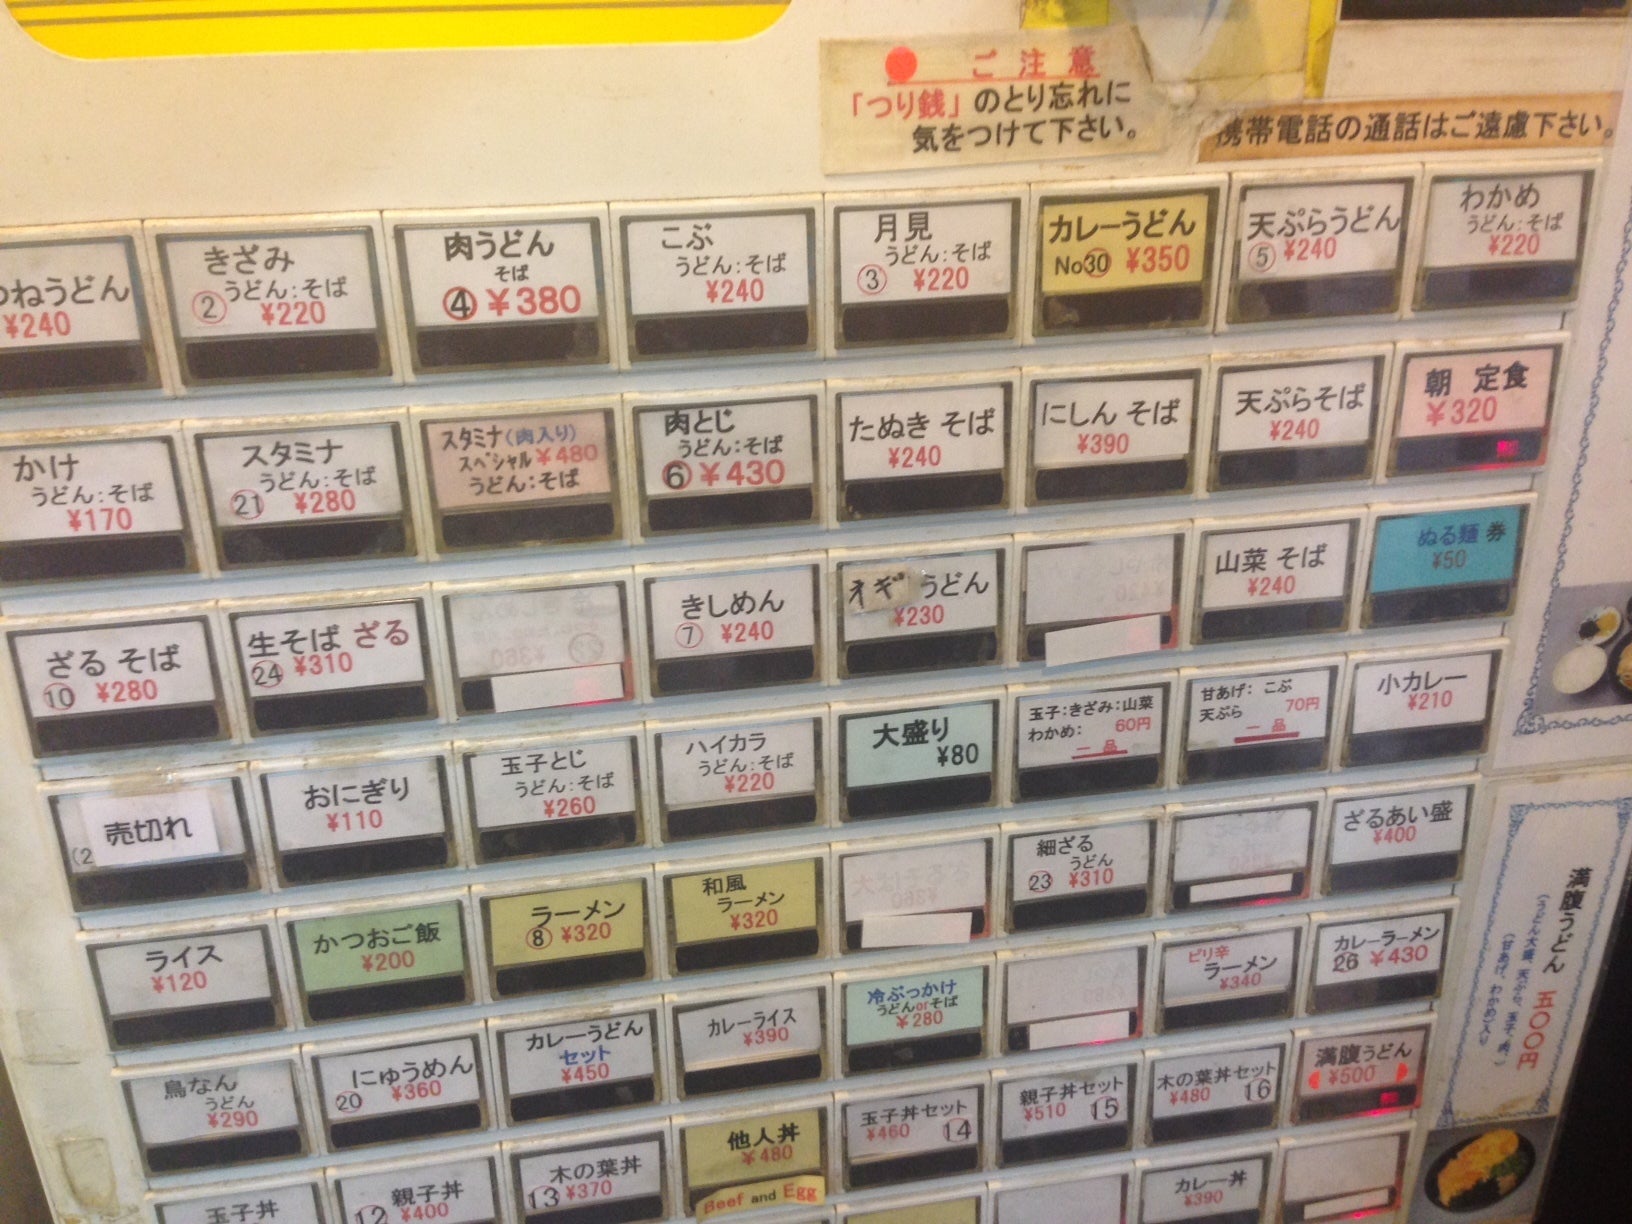 ● ご注意
「つり銭」のとり忘れに
気をつけて下さい。
携帯電話の通話はご遠慮下さい。
つねうどん
¥240
きざみ
うどん:そば
② ¥220
肉うどん
そば
④ ¥380
こぶ
うどん:そば
¥240
月見
うどん:そば
③ ¥220
カレーうどん
No30 ¥350
天ぷらうどん
⑤ ¥240
わかめ
うどん:そば
¥220
かけ
うどん:そば
¥170
スタミナ
うどん:そば
㉑ ¥280
スタミナ(肉入り)
スペシャル ¥480
うどん:そば
肉とじ
うどん:そば
⑥ ¥430
たぬき そば
¥240
にしん そば
¥390
天ぷらそば
¥240
朝 定食
¥320
ざる そば
⑩ ¥280
生そば ざる
㉔ ¥310
きしめん
⑦ ¥240
オギ うどん
¥230
山菜 そば
¥240
ぬる麺 券
¥50
売切れ
(2
おにぎり
¥110
玉子とじ
うどん:そば
¥260
ハイカラ
うどん:そば
¥220
大盛り
¥80
玉子:きざみ:山菜
わかめ: 60円
一品
甘あげ: こぶ
天ぷら 70円
一品
小カレー
¥210
ライス
¥120
かつおご飯
¥200
ラーメン
⑧ ¥320
和風
ラーメン
¥320
細ざる
うどん
㉓ ¥310
ざるあい盛
¥400
鳥なん
うどん
¥290
にゅうめん
⑳ ¥360
カレーうどん
セット
¥450
カレーライス
¥390
冷ぶっかけ
うどんorそば
¥280
ピリ辛
ラーメン
¥340
カレーラーメン
26 ¥430
玉子丼
親子丼
12 ¥400
木の葉丼
13 ¥370
他人丼
¥480
Beef and Egg
玉子丼セット
¥460 14
親子丼セット
¥510 15
木の葉丼セット
¥480 16
満腹うどん
¥500
カレー丼
¥390
満腹うどん 五〇〇円